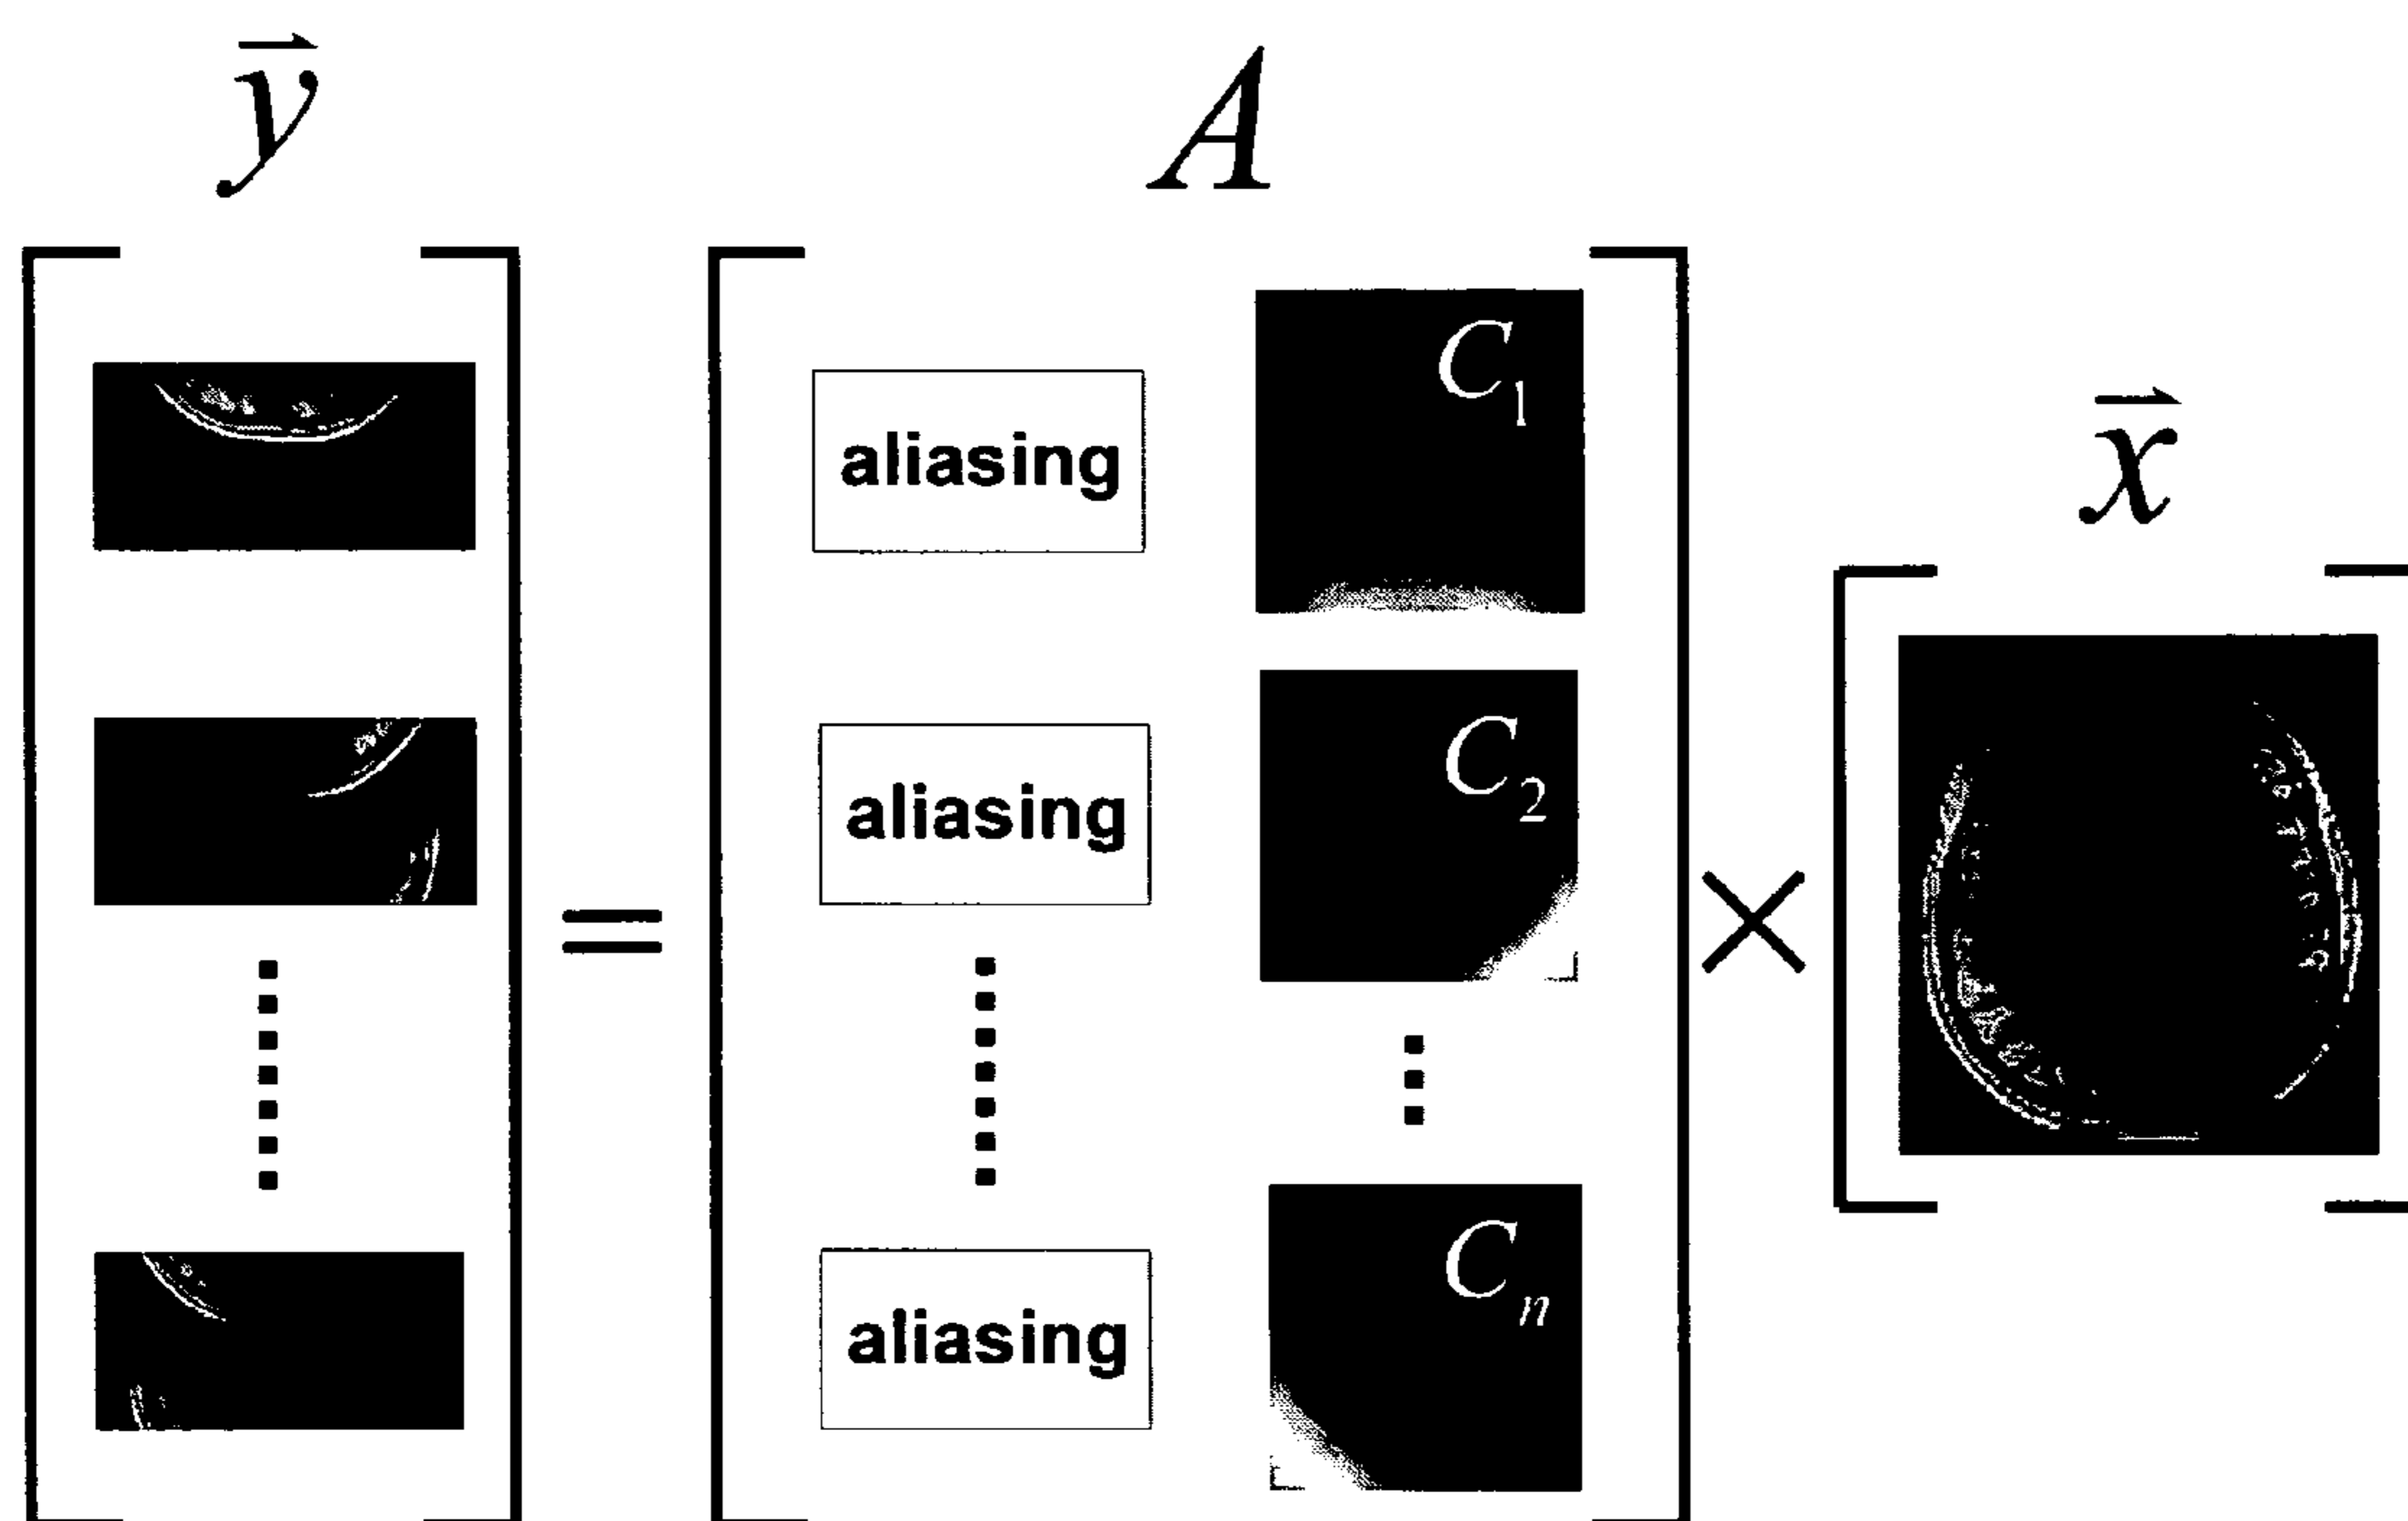 y A
C1
aliasing
x
C2
aliasing
= ×
Cn
aliasing